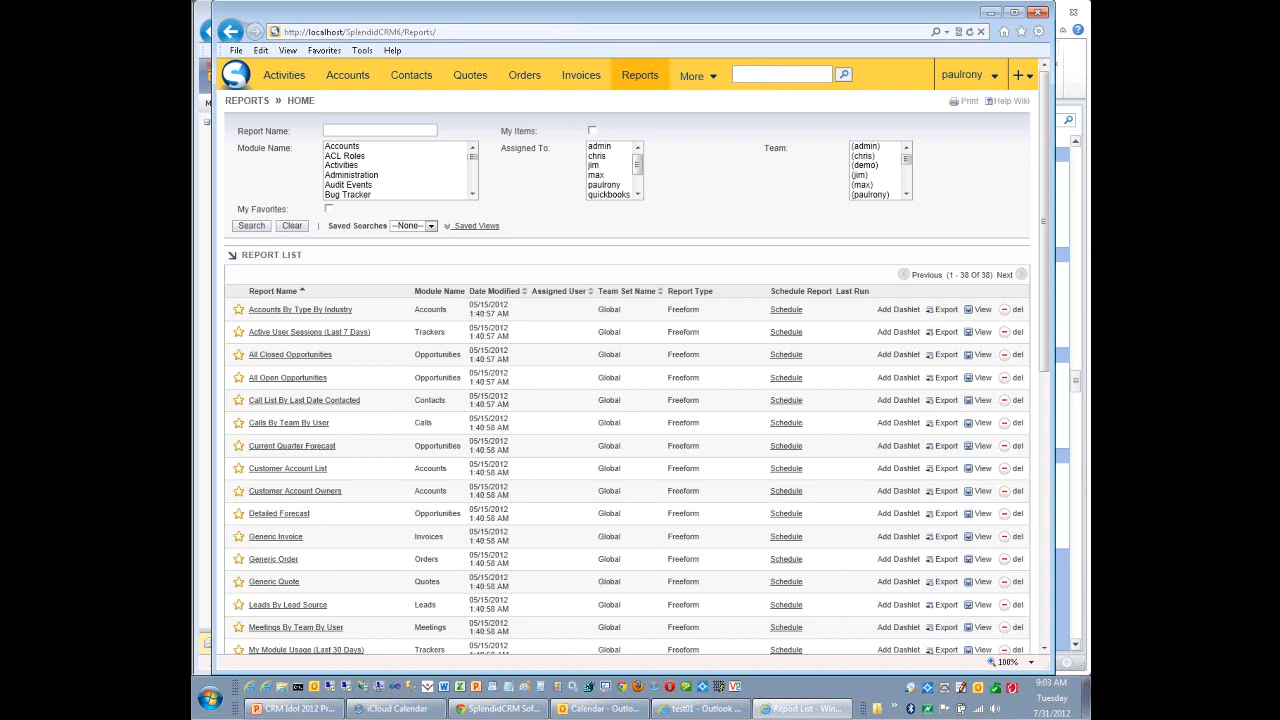 http://localhost/SplendidCRM6/Reports/
File Edit View Favorites Tools Help
Activities Accounts Contacts Quotes Orders Invoices Reports More paulrony
REPORTS » HOME Print Help Wiki
Report Name: My Items:
Module Name: Assigned To: Team:
Accounts
ACL Roles
Activities
Administration
Audit Events
Bug Tracker
admin
chris
jim
max
paulrony
quickbooks
(admin)
(chris)
(demo)
(jim)
(max)
(paulrony)
My Favorites:
Search Clear | Saved Searches --None-- Saved Views
REPORT LIST
Previous (1 - 38 Of 38) Next
Report Name Module Name Date Modified Assigned User Team Set Name Report Type Schedule Report Last Run
Accounts By Type By Industry Accounts 05/15/2012 1:40:57 AM Global Freeform Schedule Add Dashlet Export View del
Active User Sessions (Last 7 Days) Trackers 05/15/2012 1:40:57 AM Global Freeform Schedule Add Dashlet Export View del
All Closed Opportunities Opportunities 05/15/2012 1:40:57 AM Global Freeform Schedule Add Dashlet Export View del
All Open Opportunities Opportunities 05/15/2012 1:40:57 AM Global Freeform Schedule Add Dashlet Export View del
Call List By Last Date Contacted Contacts 05/15/2012 1:40:57 AM Global Freeform Schedule Add Dashlet Export View del
Calls By Team By User Calls 05/15/2012 1:40:58 AM Global Freeform Schedule Add Dashlet Export View del
Current Quarter Forecast Opportunities 05/15/2012 1:40:58 AM Global Freeform Schedule Add Dashlet Export View del
Customer Account List Accounts 05/15/2012 1:40:58 AM Global Freeform Schedule Add Dashlet Export View del
Customer Account Owners Accounts 05/15/2012 1:40:58 AM Global Freeform Schedule Add Dashlet Export View del
Detailed Forecast Opportunities 05/15/2012 1:40:58 AM Global Freeform Schedule Add Dashlet Export View del
Generic Invoice Invoices 05/15/2012 1:40:58 AM Global Freeform Schedule Add Dashlet Export View del
Generic Order Orders 05/15/2012 1:40:58 AM Global Freeform Schedule Add Dashlet Export View del
Generic Quote Quotes 05/15/2012 1:40:58 AM Global Freeform Schedule Add Dashlet Export View del
Leads By Lead Source Leads 05/15/2012 1:40:58 AM Global Freeform Schedule Add Dashlet Export View del
Meetings By Team By User Meetings 05/15/2012 1:40:58 AM Global Freeform Schedule Add Dashlet Export View del
My Module Usage (Last 30 Days) Trackers 05/15/2012 Global Freeform Schedule Add Dashlet Export View del
100%
9:03 AM
Tuesday
7/31/2012
CRM Idol 2012 Pr... iCloud Calendar SplendidCRM Sof... Calendar - Outlo... test01 - Outlook ... Report List - Win...